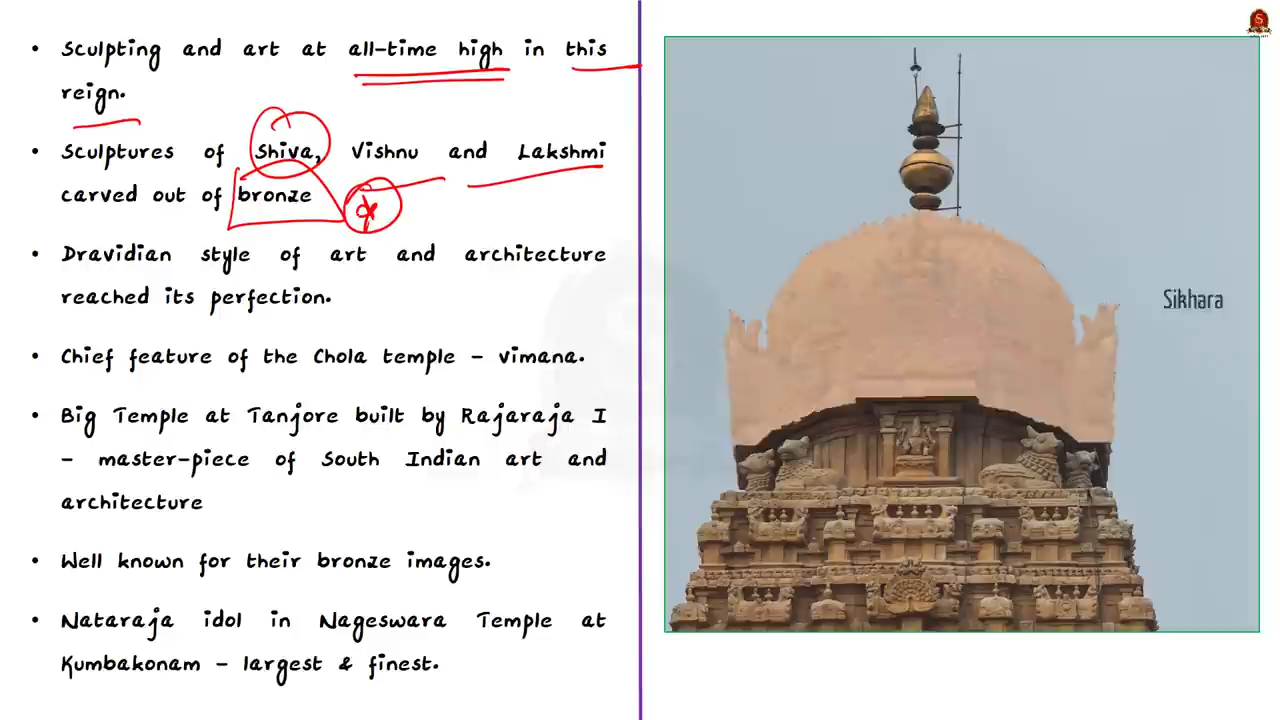 • Sculpting and art at all-time high in this
reign.
• Sculptures of Shiva, Vishnu and Lakshmi
carved out of bronze
• Dravidian style of art and architecture
reached its perfection.
• Chief feature of the Chola temple – vimana.
• Big Temple at Tanjore built by Rajaraja I
– master-piece of South Indian art and
architecture
• Well known for their bronze images.
• Nataraja idol in Nageswara Temple at
Kumbakonam – largest & finest.
Sikhara